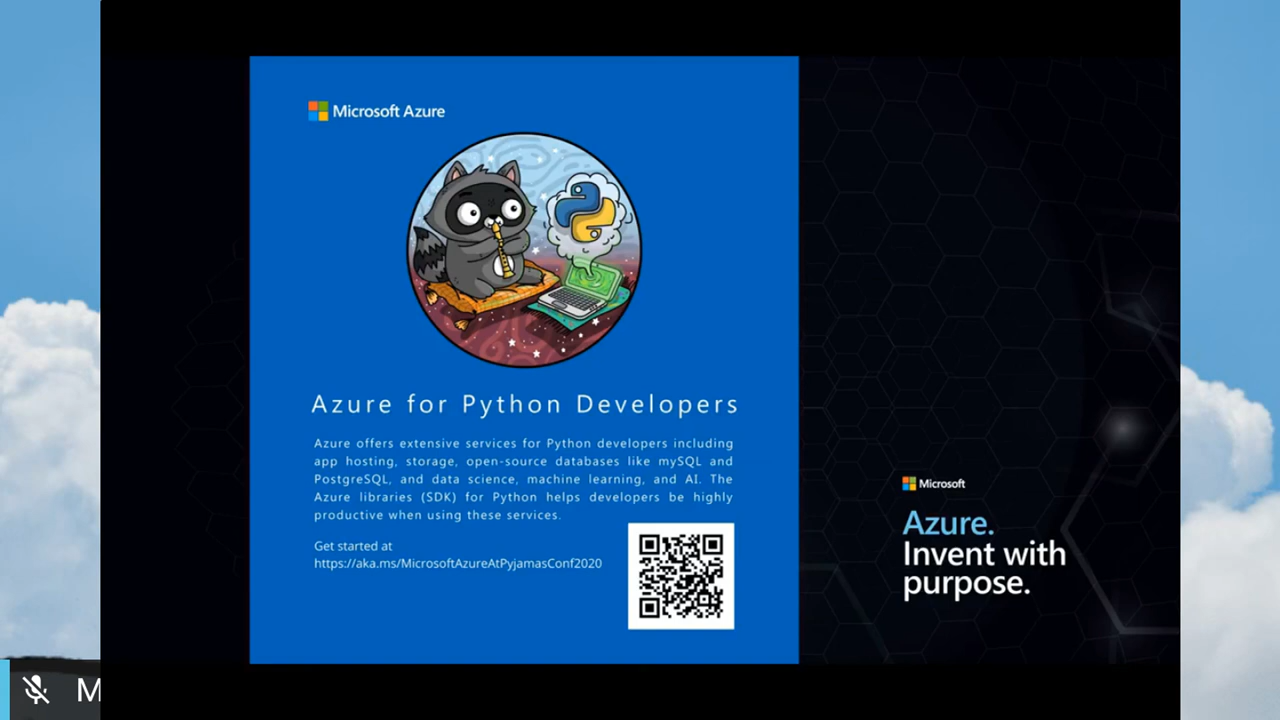 Microsoft Azure
Azure for Python Developers
Azure offers extensive services for Python developers including
app hosting, storage, open-source databases like mySQL and
PostgreSQL, and data science, machine learning, and AI. The
Azure libraries (SDK) for Python helps developers be highly
productive when using these services.
Get started at
https://aka.ms/MicrosoftAzureAtPyjamasConf2020
Microsoft
Azure.
Invent with
purpose.
M